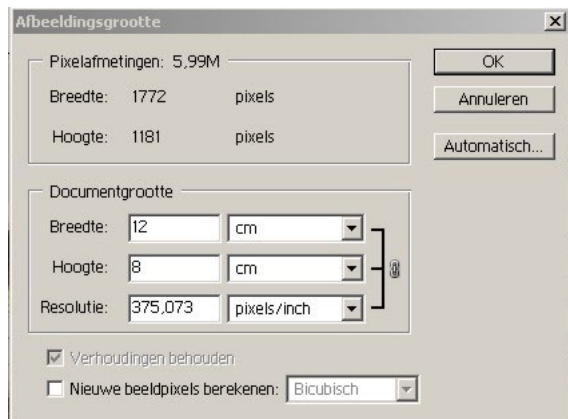 Afbeeldingsgrootte
Pixelafmetingen: 5,99M
Breedte: 1772 pixels
Hoogte: 1181 pixels
OK
Annuleren
Automatisch...
Documentgrootte
Breedte: 12 cm
Hoogte: 8 cm
Resolutie: 375,073 pixels/inch
Verhoudingen behouden
Nieuwe beeldpixels berekenen: Bicubisch